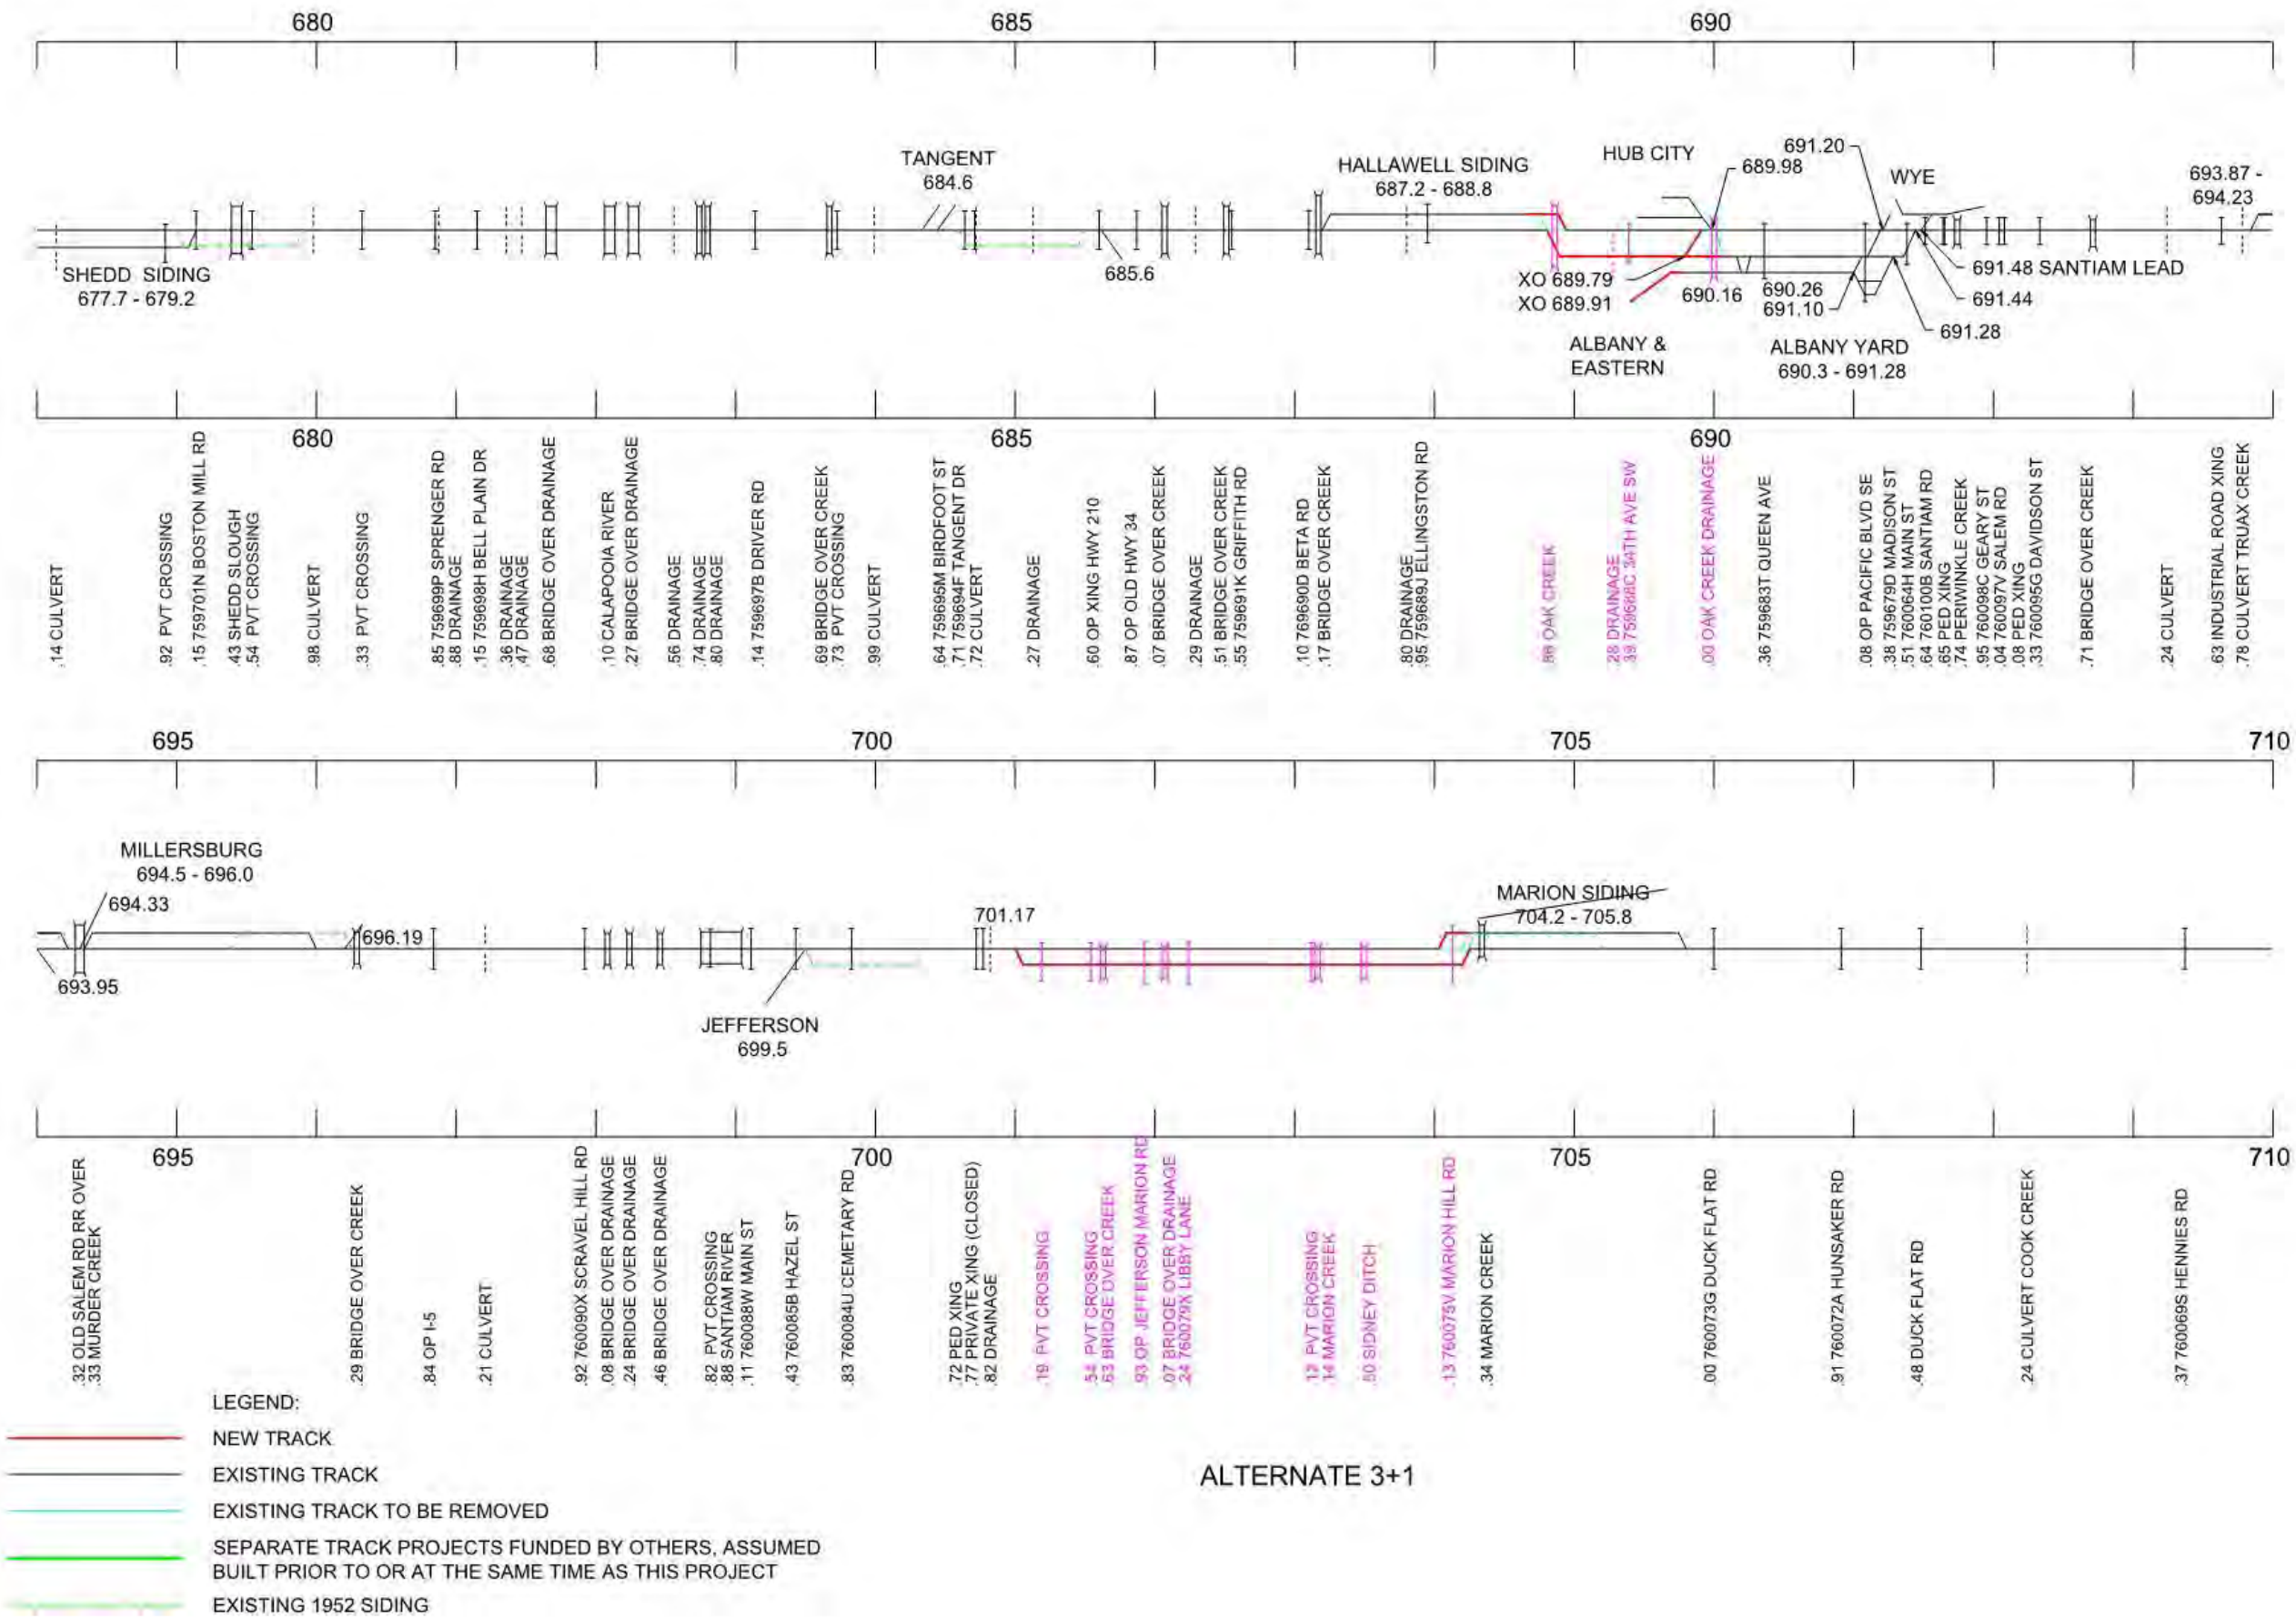 680
685
690
TANGENT
684.6
HALLAWELL SIDING
687.2 - 688.8
HUB CITY
689.98
691.20
WYE
693.87 -
694.23
SHEDD SIDING
677.7 - 679.2
685.6
XO 689.79
XO 689.91
690.16
690.26
691.10
691.48 SANTIAM LEAD
691.44
691.28
ALBANY &
EASTERN
ALBANY YARD
690.3 - 691.28
680
685
690
.14 CULVERT
.92 PVT CROSSING
.15 759701N BOSTON MILL RD
.43 SHEDD SLOUGH
.54 PVT CROSSING
.98 CULVERT
.33 PVT CROSSING
.85 759699P SPRENGER RD
.88 DRAINAGE
.15 759698H BELL PLAIN DR
.36 DRAINAGE
.47 DRAINAGE
.68 BRIDGE OVER DRAINAGE
.10 CALAPOOIA RIVER
.27 BRIDGE OVER DRAINAGE
.56 DRAINAGE
.74 DRAINAGE
.80 DRAINAGE
.14 759697B DRIVER RD
.69 BRIDGE OVER CREEK
.73 PVT CROSSING
.99 CULVERT
.64 759695M BIRDFOOT ST
.71 759694F TANGENT DR
.72 CULVERT
.27 DRAINAGE
.60 OP XING HWY 210
.87 OP OLD HWY 34
.07 BRIDGE OVER CREEK
.29 DRAINAGE
.51 BRIDGE OVER CREEK
.55 759691K GRIFFITH RD
.10 769690D BETA RD
.17 BRIDGE OVER CREEK
.80 DRAINAGE
.95 759689J ELLINGSTON RD
.86 OAK CREEK
.28 DRAINAGE
.39 759688C 34TH AVE SW
.00 OAK CREEK DRAINAGE
.36 759683T QUEEN AVE
.08 OP PACIFIC BLVD SE
.38 759679D MADISON ST
.51 760064H MAIN ST
.64 760100B SANTIAM RD
.65 PED XING
.74 PERIWINKLE CREEK
.95 760098C GEARY ST
.04 760097V SALEM RD
.08 PED XING
.33 760095G DAVIDSON ST
.71 BRIDGE OVER CREEK
.24 CULVERT
.63 INDUSTRIAL ROAD XING
.78 CULVERT TRUAX CREEK
695
700
705
710
MILLERSBURG
694.5 - 696.0
694.33
693.95
696.19
JEFFERSON
699.5
701.17
MARION SIDING
704.2 - 705.8
695
700
705
710
.32 OLD SALEM RD RR OVER
.33 MURDER CREEK
.29 BRIDGE OVER CREEK
.84 OP I-5
.21 CULVERT
.92 760090X SCRAVEL HILL RD
.08 BRIDGE OVER DRAINAGE
.24 BRIDGE OVER DRAINAGE
.46 BRIDGE OVER DRAINAGE
.82 PVT CROSSING
.88 SANTIAM RIVER
.11 760088W MAIN ST
.43 760085B HAZEL ST
.83 760084U CEMETARY RD
.72 PED XING
.77 PRIVATE XING (CLOSED)
.82 DRAINAGE
.19 PVT CROSSING
.54 PVT CROSSING
.63 BRIDGE OVER CREEK
.93 OP JEFFERSON MARION RD
.07 BRIDGE OVER DRAINAGE
.24 760079X LIBBY LANE
.12 PVT CROSSING
.14 MARION CREEK
.50 SIDNEY DITCH
.13 760075V MARION HILL RD
.34 MARION CREEK
.00 760073G DUCK FLAT RD
.91 760072A HUNSAKER RD
.48 DUCK FLAT RD
.24 CULVERT COOK CREEK
.37 760069S HENNIES RD
LEGEND:
NEW TRACK
EXISTING TRACK
EXISTING TRACK TO BE REMOVED
SEPARATE TRACK PROJECTS FUNDED BY OTHERS, ASSUMED
BUILT PRIOR TO OR AT THE SAME TIME AS THIS PROJECT
EXISTING 1952 SIDING
ALTERNATE 3+1